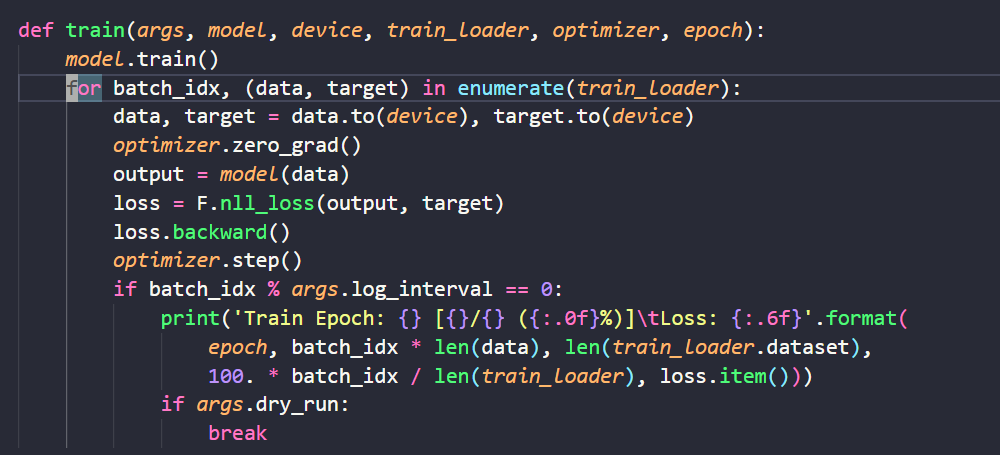 def train(args, model, device, train_loader, optimizer, epoch):
    model.train()
    for batch_idx, (data, target) in enumerate(train_loader):
        data, target = data.to(device), target.to(device)
        optimizer.zero_grad()
        output = model(data)
        loss = F.nll_loss(output, target)
        loss.backward()
        optimizer.step()
        if batch_idx % args.log_interval == 0:
            print('Train Epoch: {} [{}/{} ({:.0f}%)]\tLoss: {:.6f}'.format(
                epoch, batch_idx * len(data), len(train_loader.dataset),
                100. * batch_idx / len(train_loader), loss.item()))
            if args.dry_run:
                break